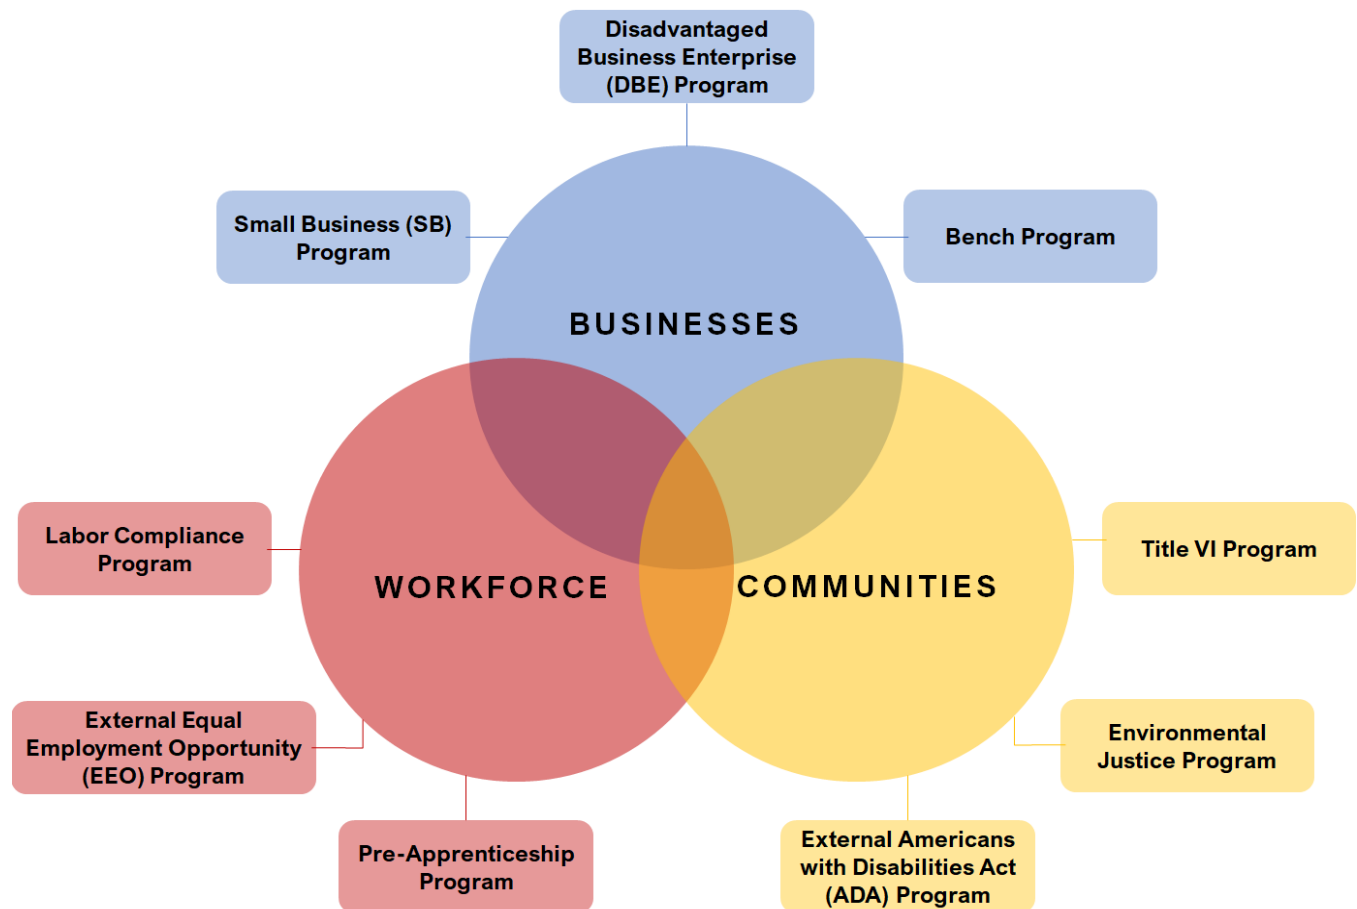 Disadvantaged
Business Enterprise
(DBE) Program
Small Business (SB)
Program
Bench Program
BUSINESSES
Labor Compliance
Program
WORKFORCE
COMMUNITIES
Title VI Program
External Equal
Employment Opportunity
(EEO) Program
Environmental
Justice Program
Pre-Apprenticeship
Program
External Americans
with Disabilities Act
(ADA) Program